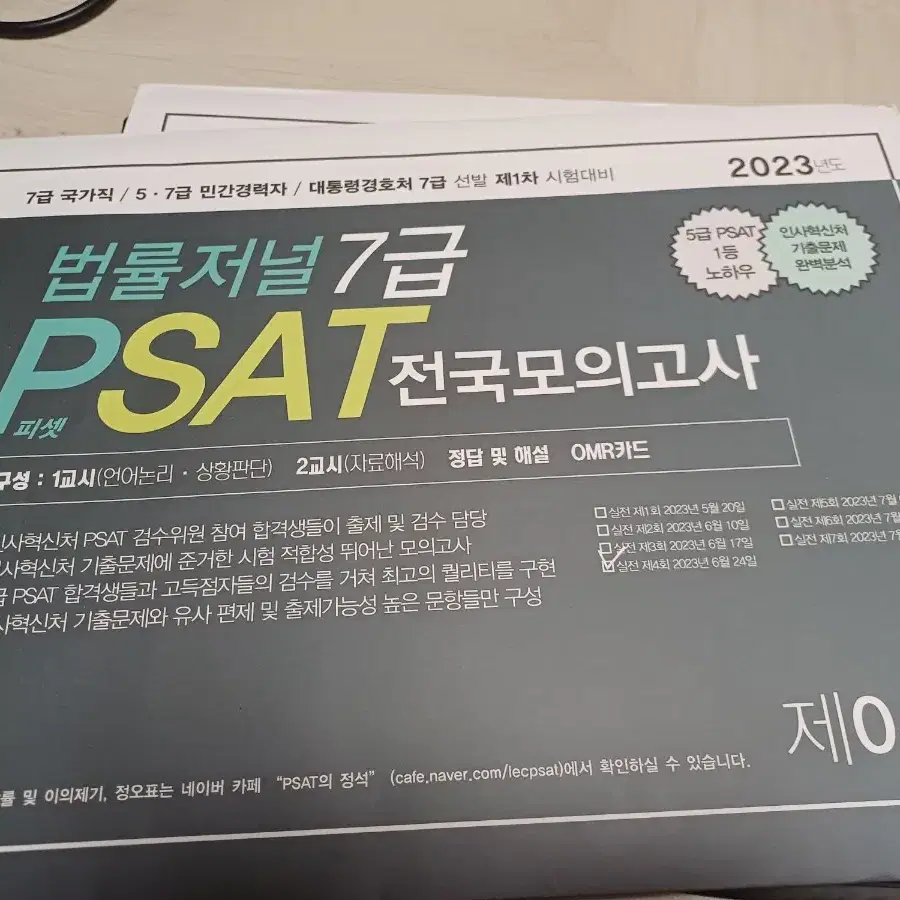 7급 국가직 / 5·7급 민간경력자 / 대통령경호처 7급 선발 제1차 시험대비
2023년도
법률저널 7급
5급 PSAT
1등
노하우
인사혁신처
기출문제
완벽분석
PSAT 전국모의고사
피셋
구성 : 1교시(언어논리·상황판단) 2교시(자료해석) 정답 및 해설 OMR카드
인사혁신처 PSAT 검수위원 참여 합격생들이 출제 및 검수 담당
인사혁신처 기출문제에 준거한 시험 적합성 뛰어난 모의고사
급 PSAT 합격생들과 고득점자들의 검수를 거쳐 최고의 퀄리티를 구현
사혁신처 기출문제와 유사 편제 및 출제가능성 높은 문항들만 구성
실전 제1회 2023년 5월 20일
실전 제2회 2023년 6월 10일
실전 제3회 2023년 6월 17일
실전 제4회 2023년 6월 24일
실전 제5회 2023년 7월
실전 제6회 2023년 7월
실전 제7회 2023년 7
제0
률 및 이의제기, 정오표는 네이버 카페 “PSAT의 정석” (cafe.naver.com/lecpsat)에서 확인하실 수 있습니다.